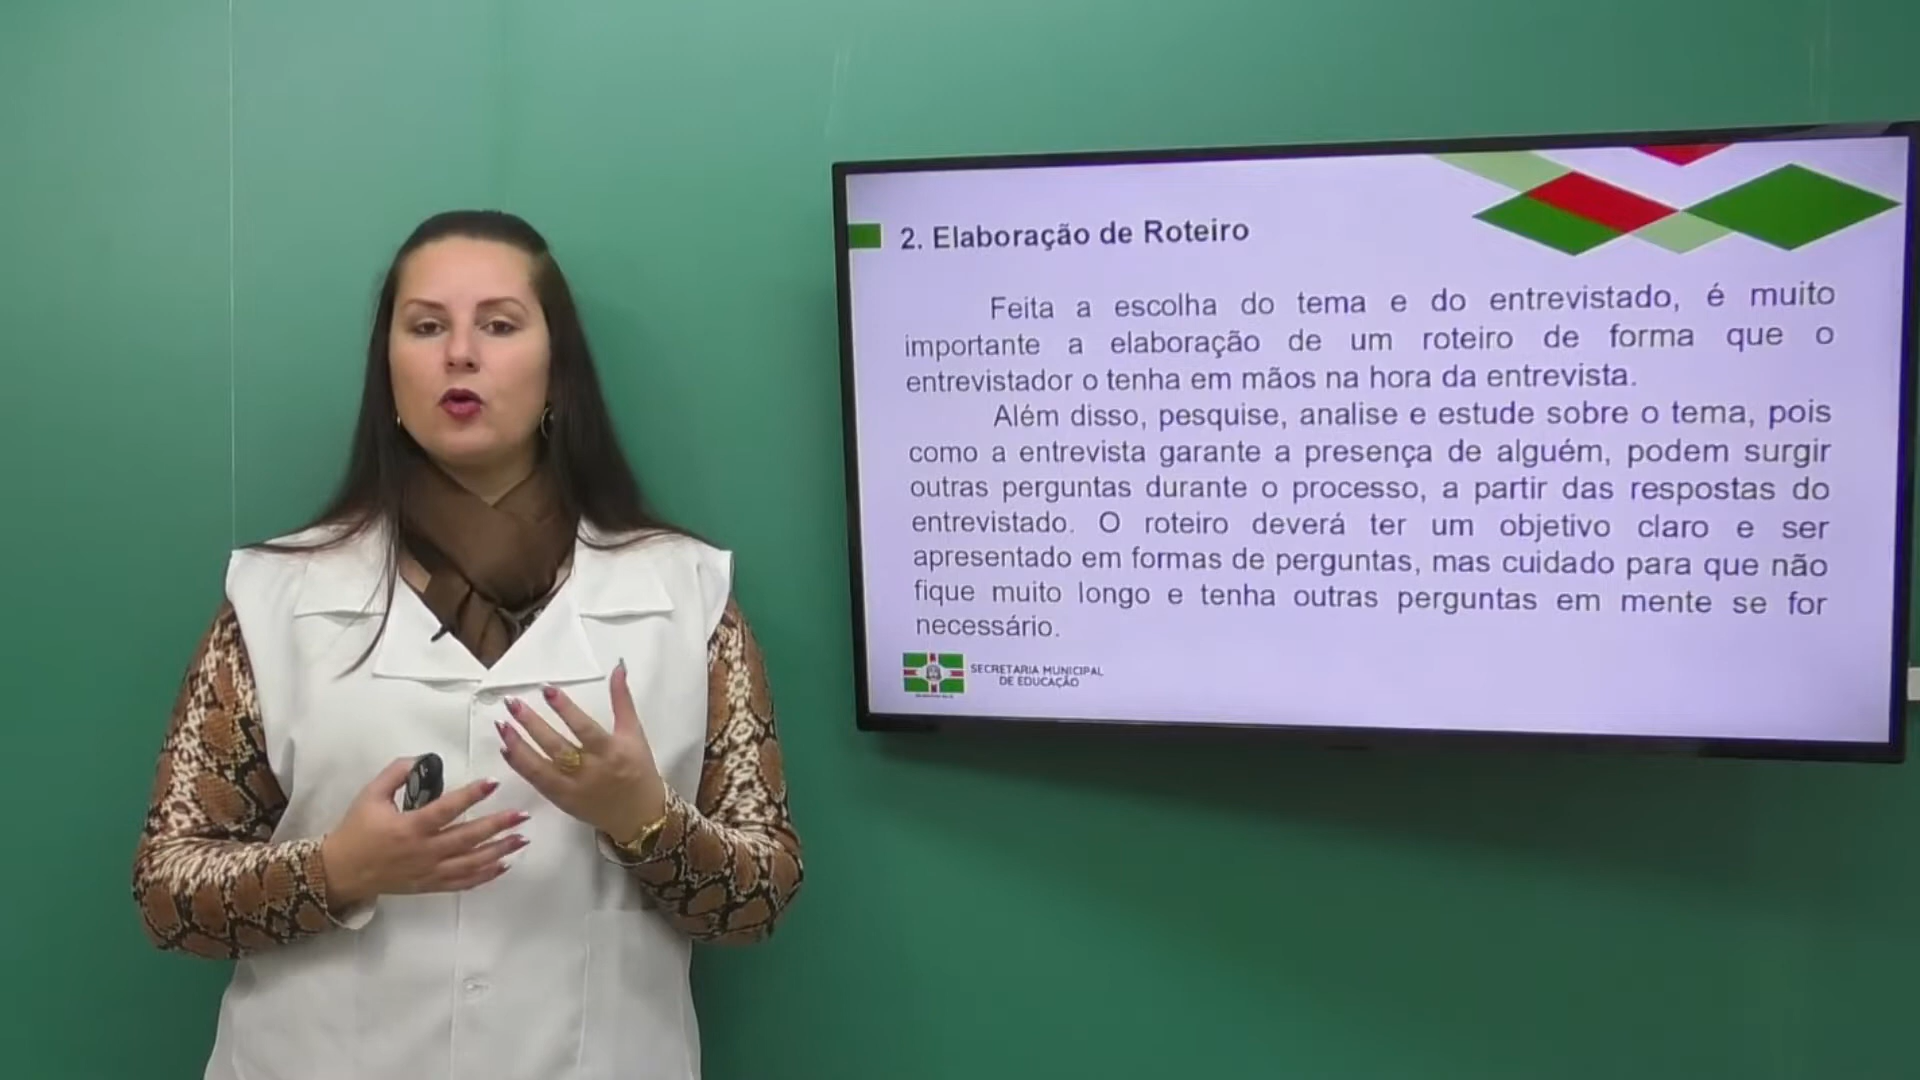 2. Elaboração de Roteiro
Feita a escolha do tema e do entrevistado, é muito
importante a elaboração de um roteiro de forma que o
entrevistador o tenha em mãos na hora da entrevista.
Além disso, pesquise, analise e estude sobre o tema, pois
como a entrevista garante a presença de alguém, podem surgir
outras perguntas durante o processo, a partir das respostas do
entrevistado. O roteiro deverá ter um objetivo claro e ser
apresentado em formas de perguntas, mas cuidado para que não
fique muito longo e tenha outras perguntas em mente se for
necessário.
SECRETARIA MUNICIPAL
DE EDUCAÇÃO